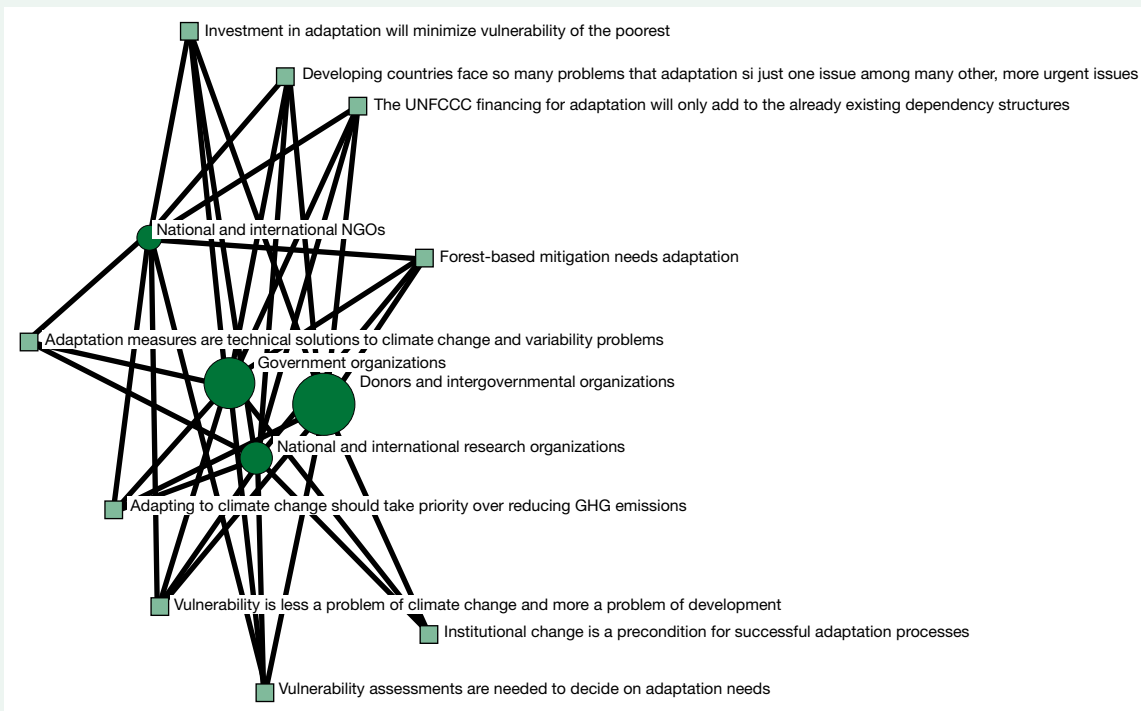 Investment in adaptation will minimize vulnerability of the poorest
Developing countries face so many problems that adaptation si just one issue among many other, more urgent issues
The UNFCCC financing for adaptation will only add to the already existing dependency structures
National and international NGOs
Forest-based mitigation needs adaptation
Adaptation measures are technical solutions to climate change and variability problems
Government organizations
Donors and intergovernmental organizations
National and international research organizations
Adapting to climate change should take priority over reducing GHG emissions
Vulnerability is less a problem of climate change and more a problem of development
Institutional change is a precondition for successful adaptation processes
Vulnerability assessments are needed to decide on adaptation needs